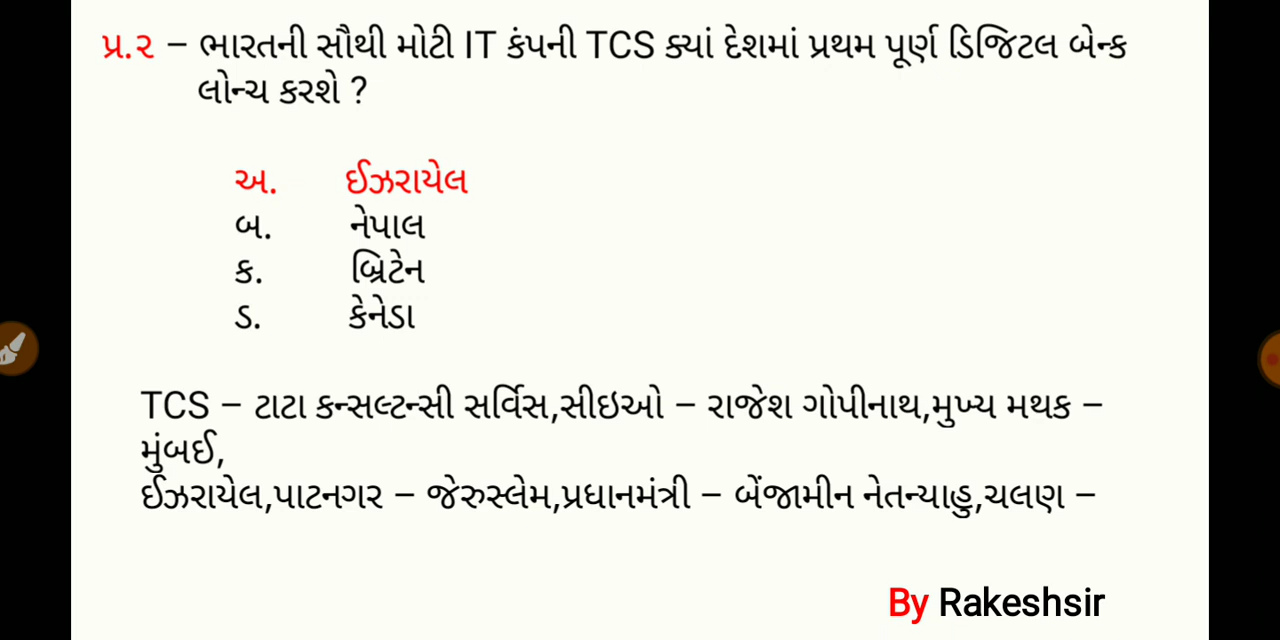 પ્ર.૨ – ભારતની સૌથી મોટી IT કંપની TCS ક્યાં દેશમાં પ્રથમ પૂર્ણ ડિજિટલ બેન્ક
લોન્ચ કરશે ?
અ. ઈઝરાયેલ
બ. નેપાલ
ક. બ્રિટેન
ડ. કેનેડા
TCS – ટાટા કન્સલ્ટન્સી સર્વિસ,સીઇઓ – રાજેશ ગોપીનાથ,મુખ્ય મથક –
મુંબઈ,
ઈઝરાયેલ,પાટનગર – જેરુસ્લેમ,પ્રધાનમંત્રી – બેંજામીન નેતન્યાહુ,ચલણ –
By Rakeshsir